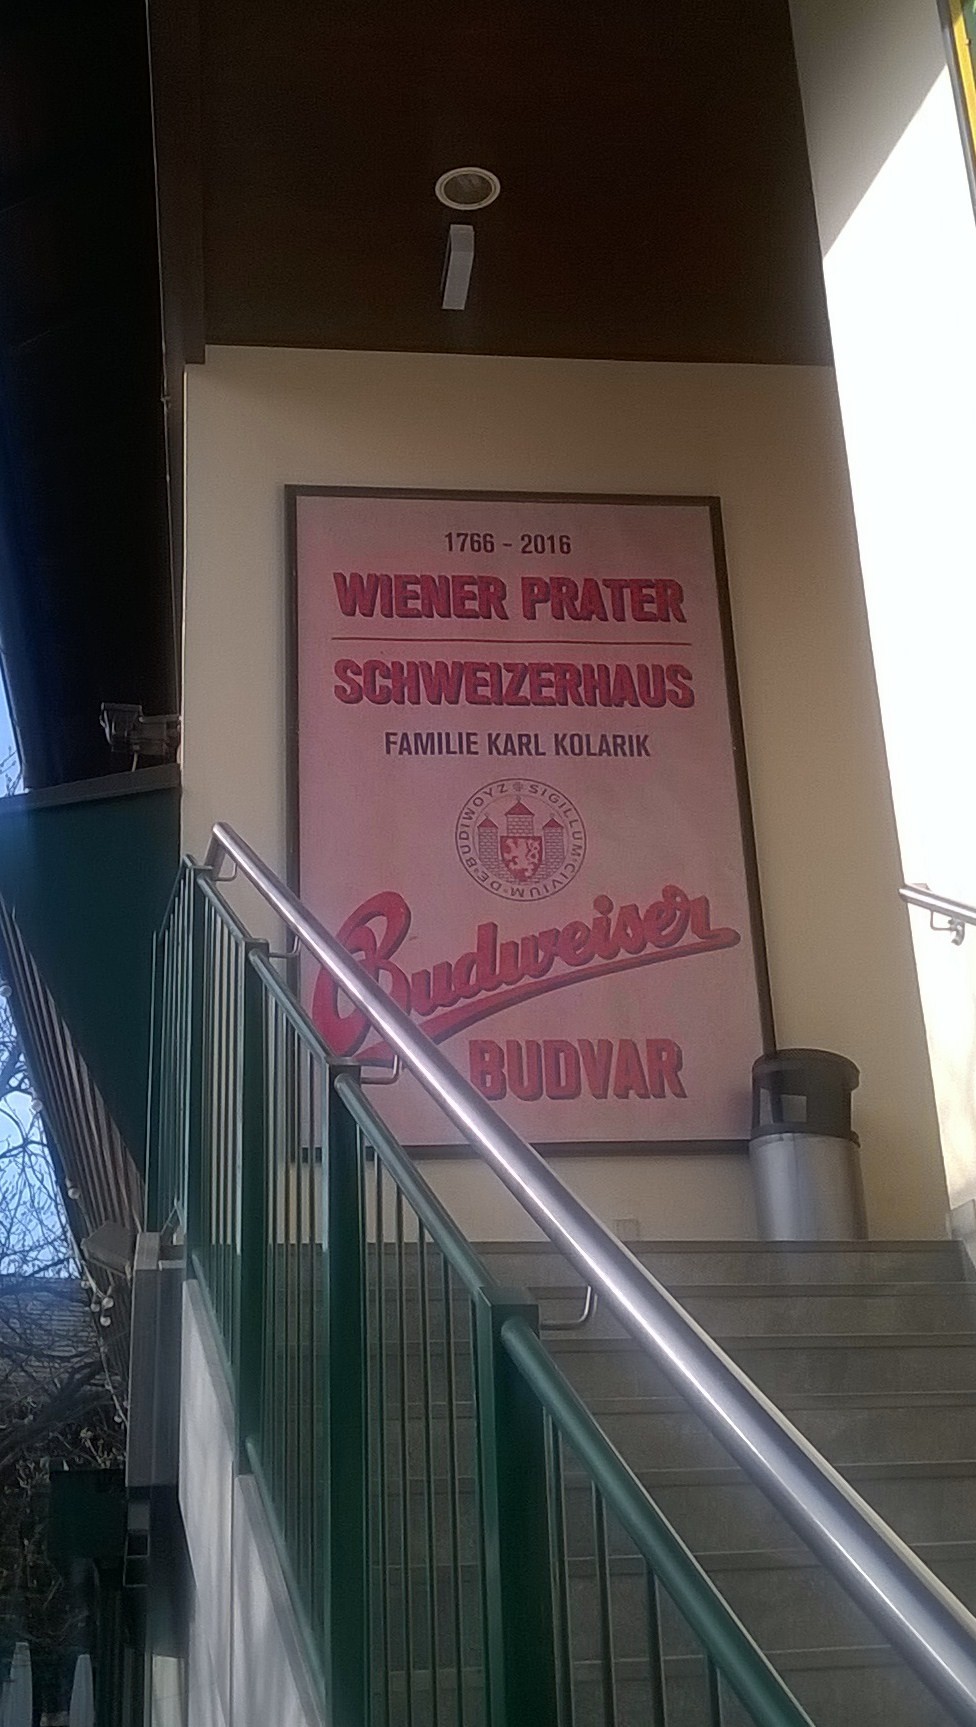 1766 - 2016
WIENER PRATER
SCHWEIZERHAUS
FAMILIE KARL KOLARIK
SIGILLUM · CIVIUM · DE · BUDIWOYZ
Budweiser
BUDVAR